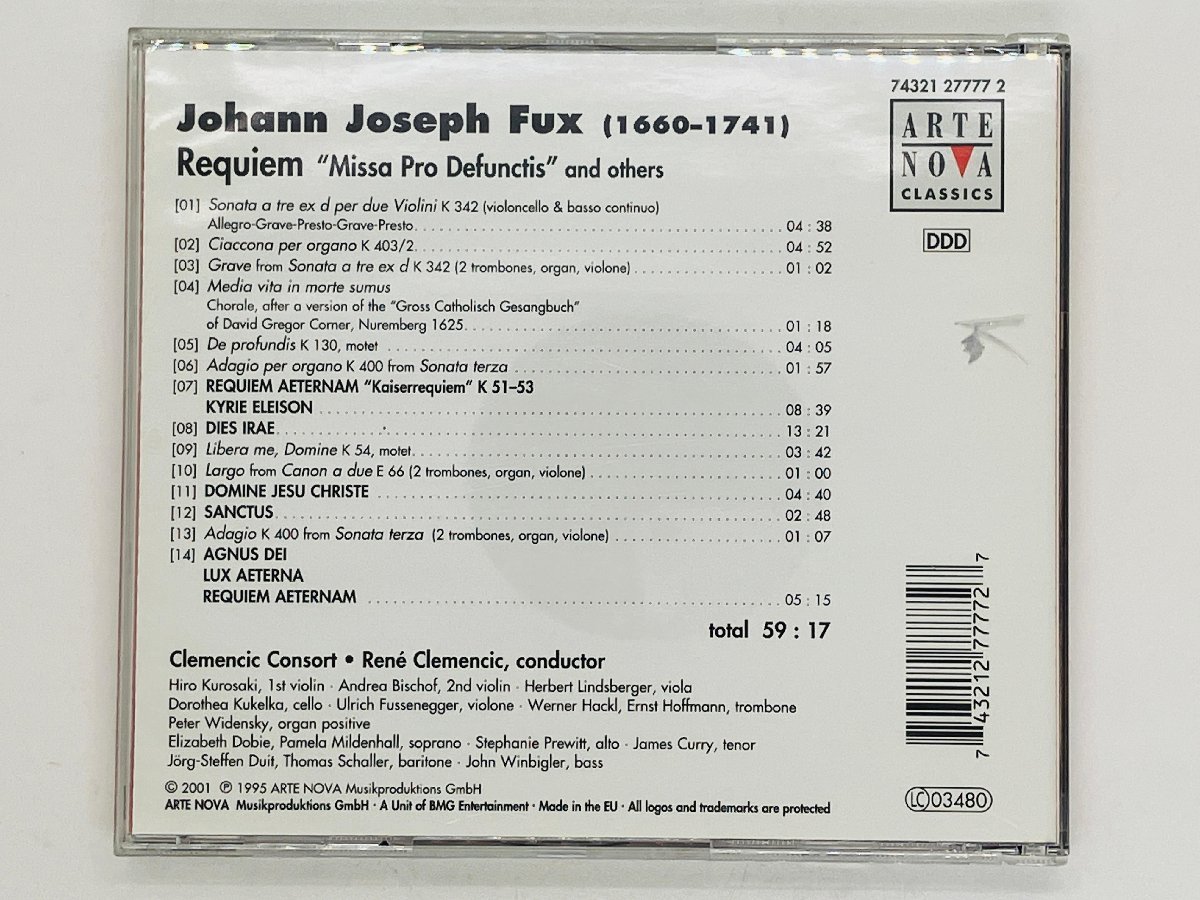 74321 27777 2
ARTE
NOVA
CLASSICS
DDD
Johann Joseph Fux (1660–1741)
Requiem "Missa Pro Defunctis" and others
[01] Sonata a tre ex d per due Violini K 342 (violoncello & basso continuo)
Allegro-Grave-Presto-Grave-Presto 04 : 38
[02] Ciaccona per organo K 403/2 04 : 52
[03] Grave from Sonata a tre ex d K 342 (2 trombones, organ, violone) 01 : 02
[04] Media vita in morte sumus
Chorale, after a version of the "Gross Catholisch Gesangbuch"
of David Gregor Corner, Nuremberg 1625 01 : 18
[05] De profundis K 130, motet 04 : 05
[06] Adagio per organo K 400 from Sonata terza 01 : 57
[07] REQUIEM AETERNAM "Kaiserrequiem" K 51–53
KYRIE ELEISON 08 : 39
[08] DIES IRAE 13 : 21
[09] Libera me, Domine K 54, motet 03 : 42
[10] Largo from Canon a due E 66 (2 trombones, organ, violone) 01 : 00
[11] DOMINE JESU CHRISTE 04 : 40
[12] SANCTUS 02 : 48
[13] Adagio K 400 from Sonata terza (2 trombones, organ, violone) 01 : 07
[14] AGNUS DEI
LUX AETERNA
REQUIEM AETERNAM 05 : 15
total 59 : 17
Clemencic Consort • René Clemencic, conductor
Hiro Kurosaki, 1st violin · Andrea Bischof, 2nd violin · Herbert Lindsberger, viola
Dorothea Kukelka, cello · Ulrich Fussenegger, violone · Werner Hackl, Ernst Hoffmann, trombone
Peter Widensky, organ positive
Elizabeth Dobie, Pamela Mildenhall, soprano · Stephanie Prewitt, alto · James Curry, tenor
Jörg-Steffen Duit, Thomas Schaller, baritone · John Winbigler, bass
© 2001 ℗ 1995 ARTE NOVA Musikproduktions GmbH
ARTE NOVA Musikproduktions GmbH · A Unit of BMG Entertainment · Made in the EU · All logos and trademarks are protected
7 43212 77772 7
LC 03480